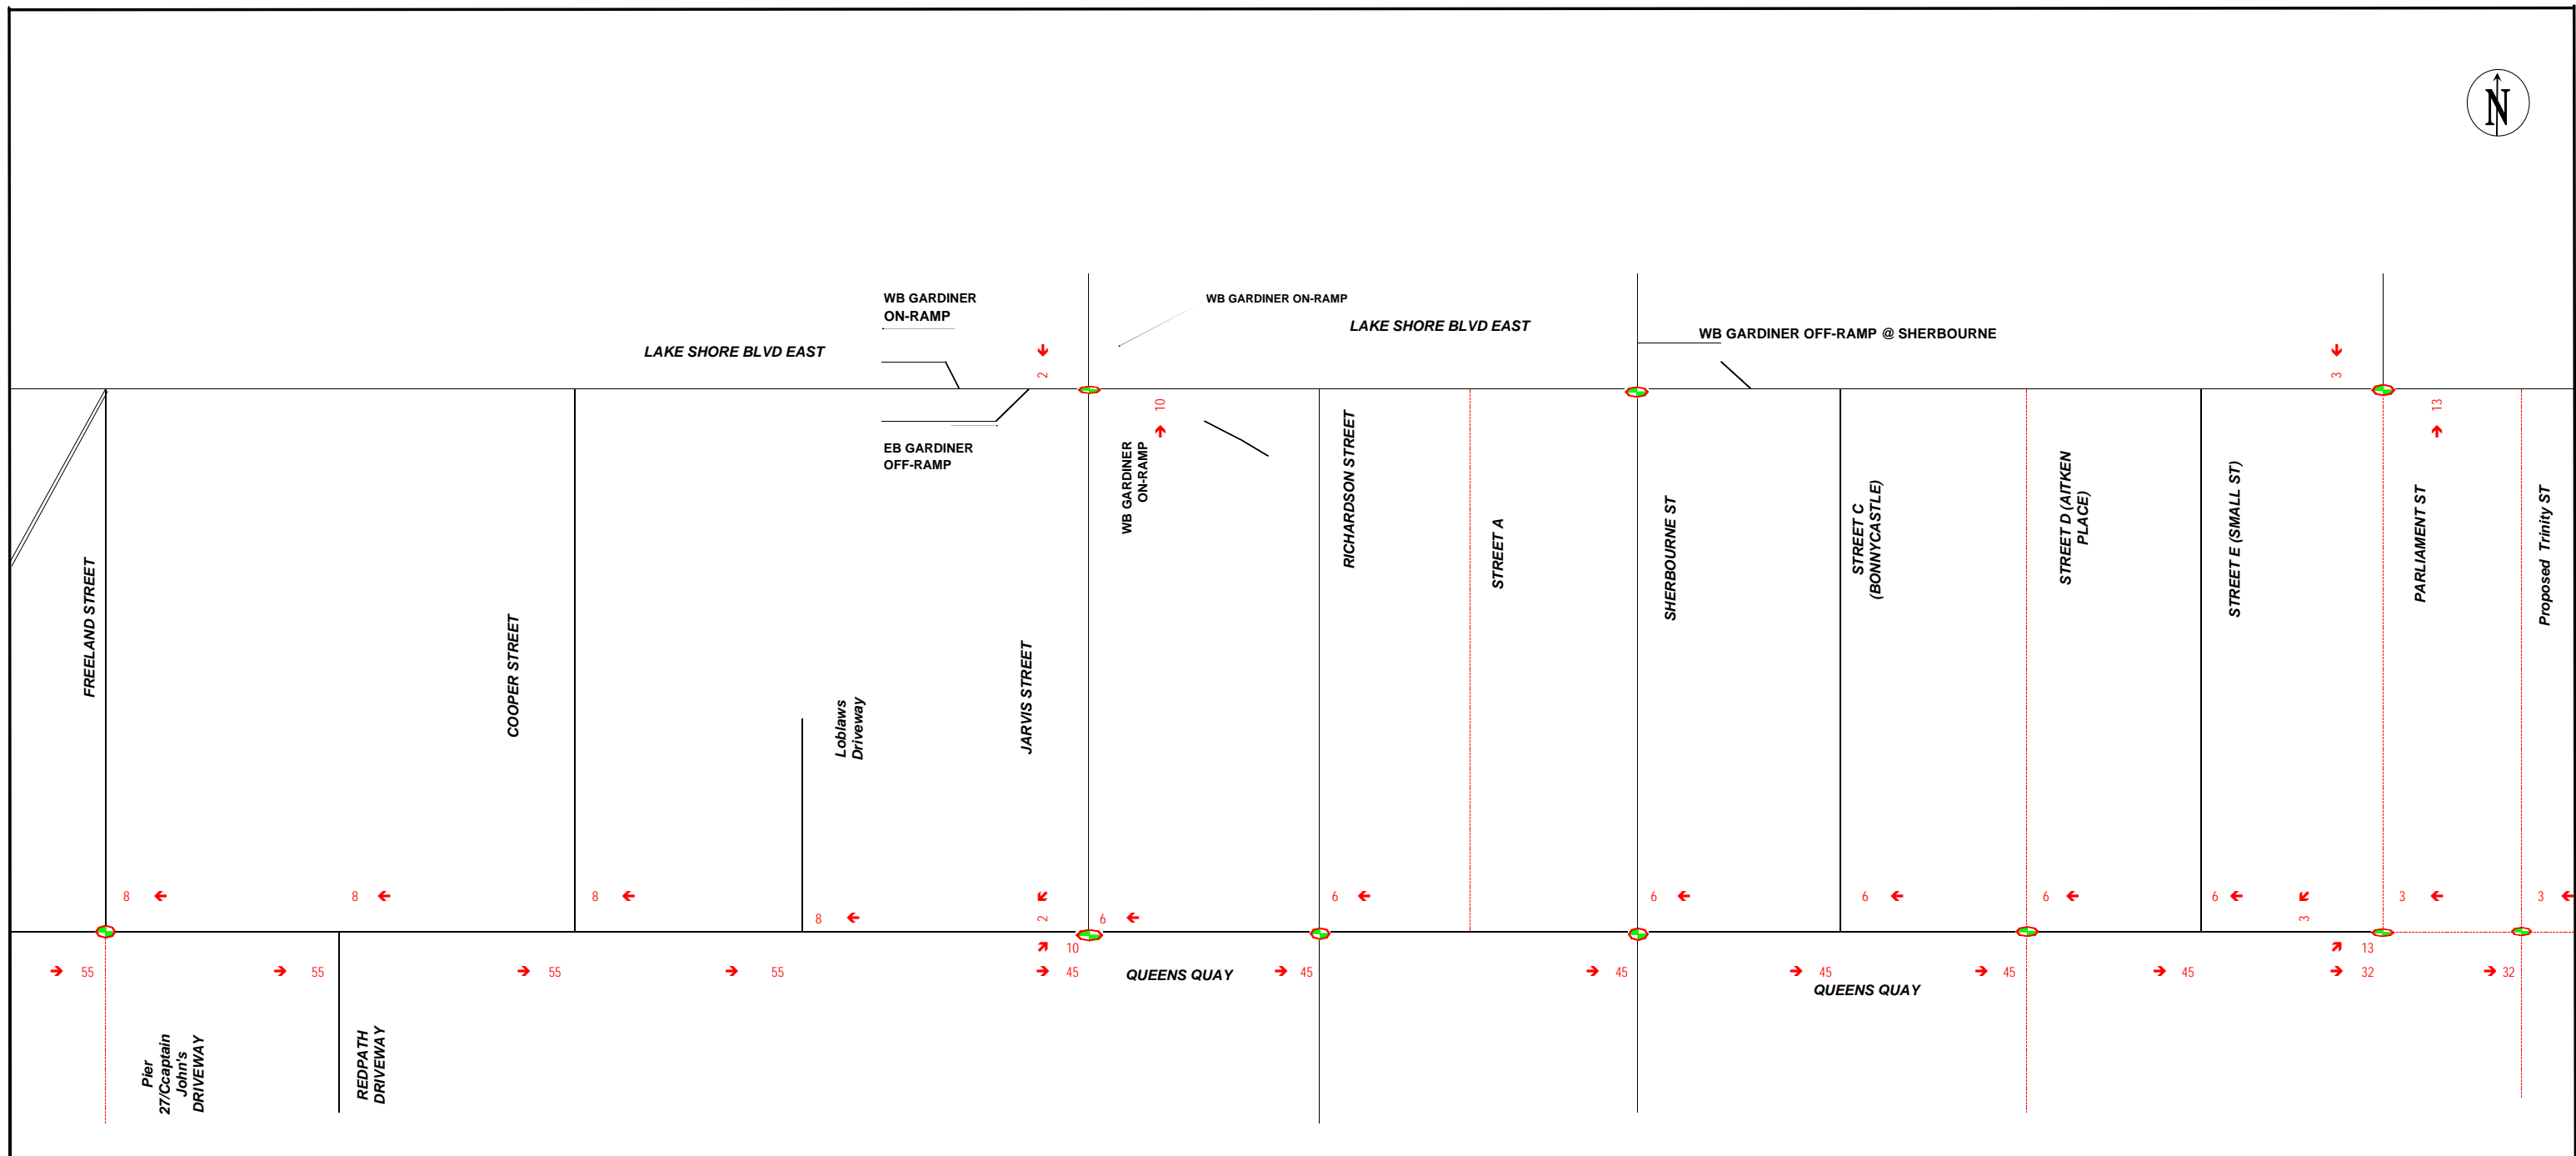 N
WB GARDINER
ON-RAMP
WB GARDINER ON-RAMP
LAKE SHORE BLVD EAST
WB GARDINER OFF-RAMP @ SHERBOURNE
LAKE SHORE BLVD EAST
2
3
10
13
EB GARDINER
OFF-RAMP
WB GARDINER
ON-RAMP
FREELAND STREET
COOPER STREET
Loblaws
Driveway
JARVIS STREET
RICHARDSON STREET
STREET A
SHERBOURNE ST
STREET C
(BONNYCASTLE)
STREET D (AITKEN
PLACE)
STREET E (SMALL ST)
PARLIAMENT ST
Proposed Trinity ST
8
8
8
8
2
6
6
6
6
6
6
3
3
3
10
13
55
55
55
55
45
45
45
45
45
45
32
32
QUEENS QUAY
QUEENS QUAY
Pier
27/Ccaptain
John's
DRIVEWAY
REDPATH
DRIVEWAY